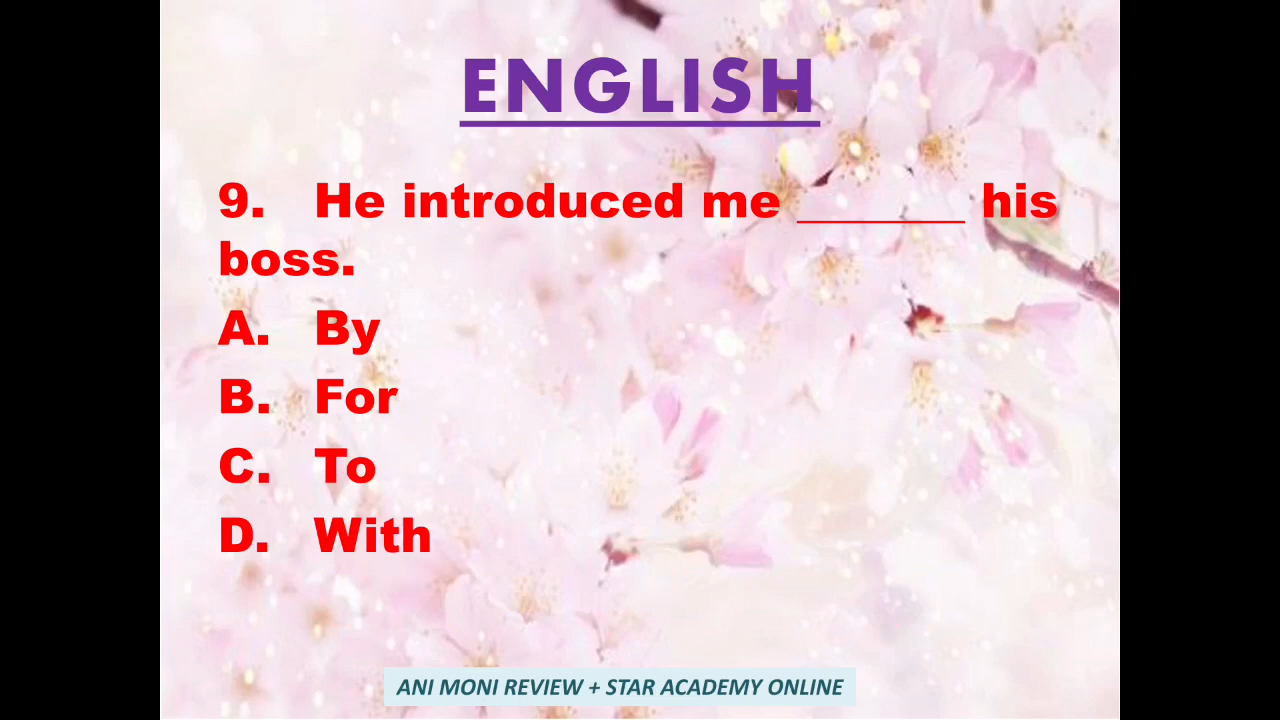 ENGLISH
9. He introduced me _______ his
boss.
A. By
B. For
C. To
D. With
ANI MONI REVIEW + STAR ACADEMY ONLINE